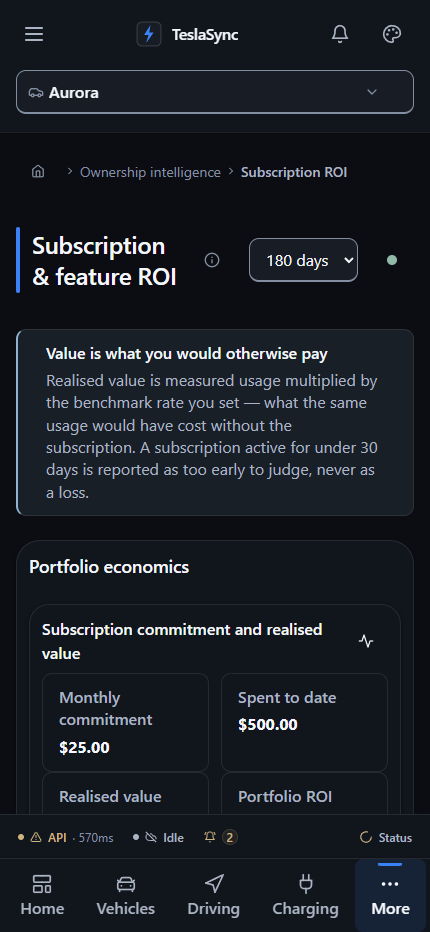 TeslaSync
Aurora
Ownership intelligence
Subscription ROI
Subscription
& feature ROI
180 days
Value is what you would otherwise pay
Realised value is measured usage multiplied by
the benchmark rate you set — what the same
usage would have cost without the
subscription. A subscription active for under 30
days is reported as too early to judge, never as
a loss.
Portfolio economics
Subscription commitment and realised
value
Monthly
commitment
$25.00
Spent to date
$500.00
Realised value
Portfolio ROI
API · 570ms
Idle
2
Status
Home
Vehicles
Driving
Charging
More